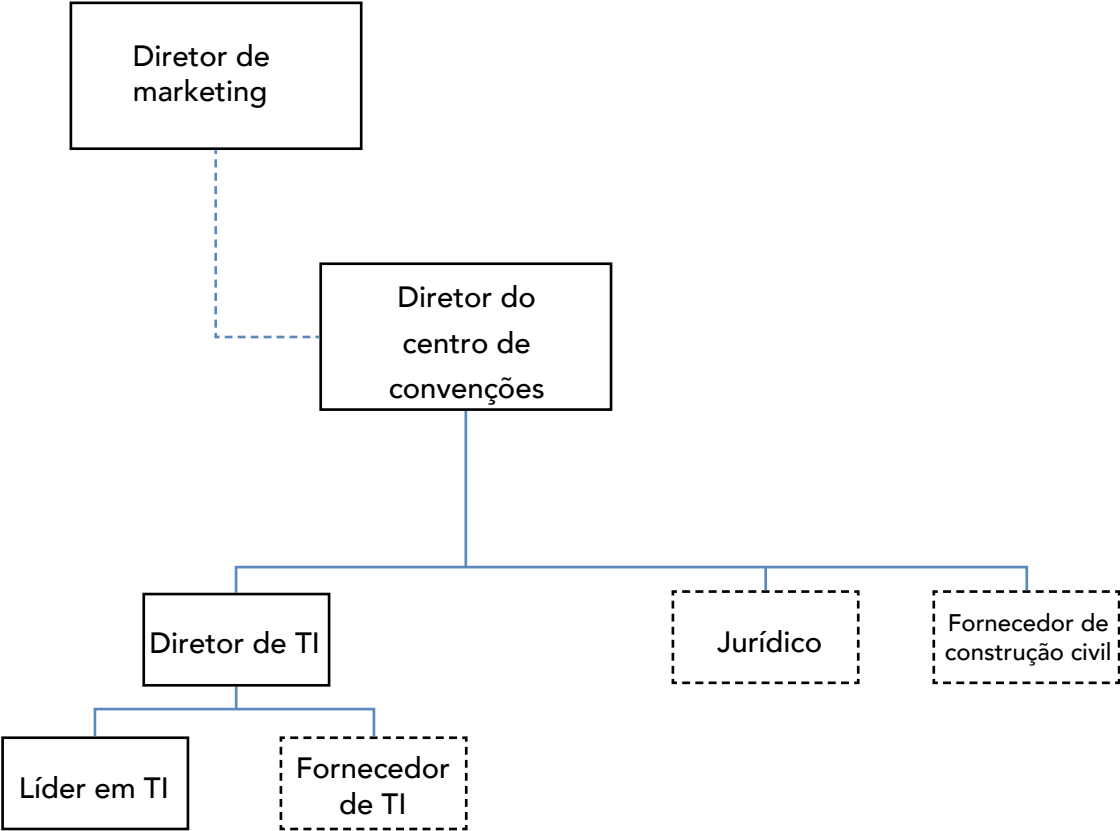 Diretor de
marketing
Diretor do
centro de
convenções
Diretor de TI
Jurídico
Fornecedor de
construção civil
Líder em TI
Fornecedor
de TI